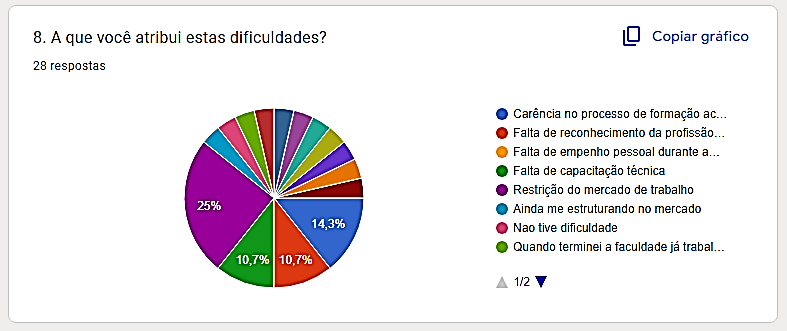 8. A que você atribui estas dificuldades?
Copiar gráfico
28 respostas
Carência no processo de formação ac...
Falta de reconhecimento da profissão...
Falta de empenho pessoal durante a...
Falta de capacitação técnica
Restrição do mercado de trabalho
Ainda me estruturando no mercado
Nao tive dificuldade
Quando terminei a faculdade já trabal...
25%
14,3%
10,7%
10,7%
1/2